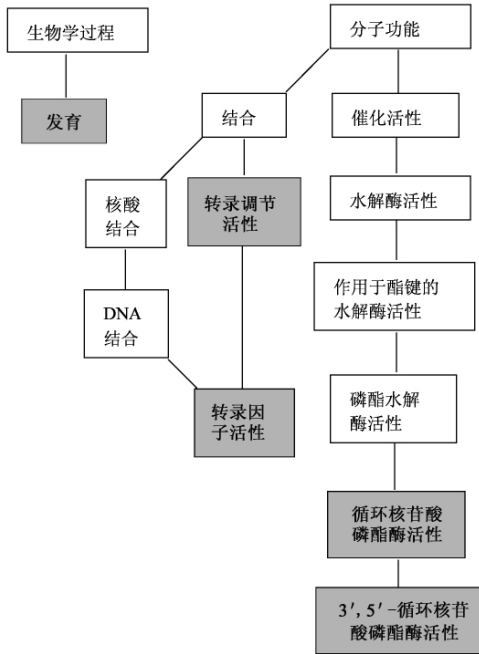 生物学过程
分子功能
发育
结合
催化活性
核酸
结合
转录调节
活性
水解酶活性
DNA
结合
作用于酯键的
水解酶活性
转录因
子活性
磷酯水解
酶活性
循环核苷酸
磷酯酶活性
3′, 5′-循环核苷
酸磷酯酶活性